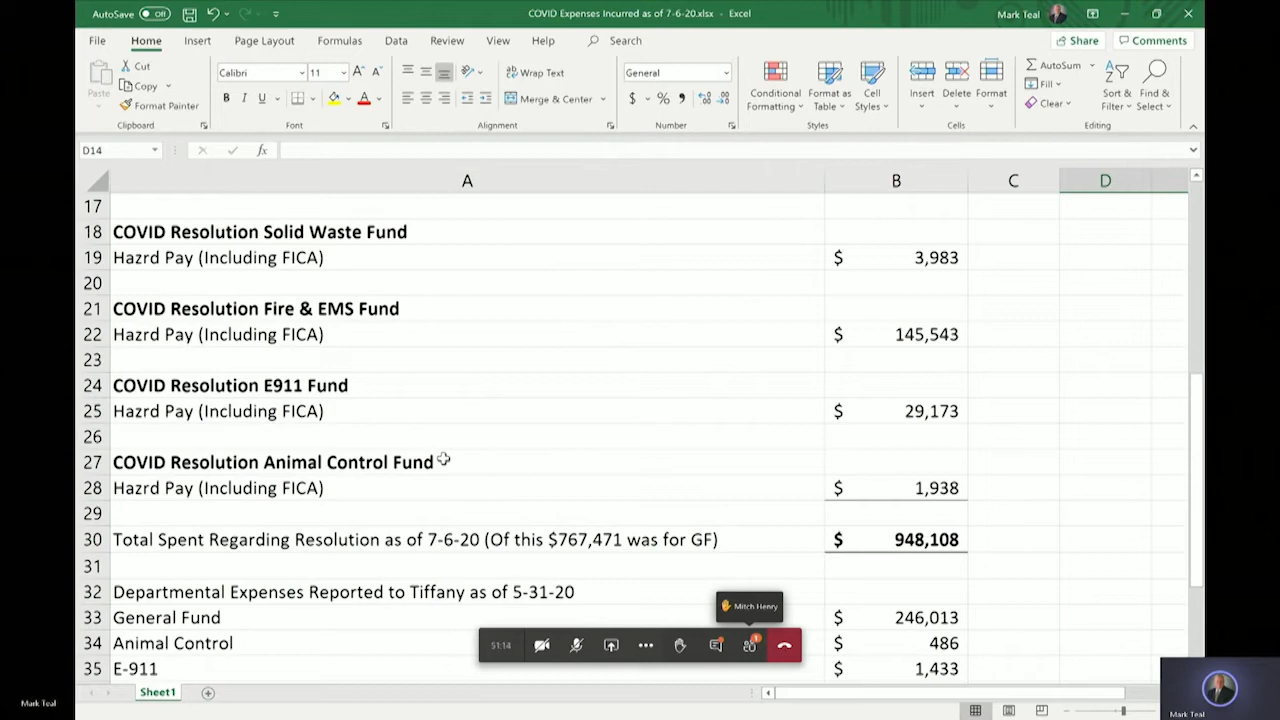 AutoSave Off COVID Expenses Incurred as of 7-6-20.xlsx - Excel Mark Teal
File Home Insert Page Layout Formulas Data Review View Help Search Share Comments
Paste Cut Copy Format Painter Clipboard
Calibri 11 A A B I U A Font
Wrap Text Merge & Center Alignment
General $ % , Number
Conditional Formatting Format as Table Cell Styles Styles
Insert Delete Format Cells
AutoSum Fill Clear Sort & Filter Find & Select Editing
D14 fx
A B C D
17
18 COVID Resolution Solid Waste Fund
19 Hazrd Pay (Including FICA) $ 3,983
20
21 COVID Resolution Fire & EMS Fund
22 Hazrd Pay (Including FICA) $ 145,543
23
24 COVID Resolution E911 Fund
25 Hazrd Pay (Including FICA) $ 29,173
26
27 COVID Resolution Animal Control Fund
28 Hazrd Pay (Including FICA) $ 1,938
29
30 Total Spent Regarding Resolution as of 7-6-20 (Of this $767,471 was for GF) $ 948,108
31
32 Departmental Expenses Reported to Tiffany as of 5-31-20
33 General Fund $ 246,013
34 Animal Control $ 486
35 E-911 $ 1,433
Mitch Henry
51:14 1
Sheet1
Mark Teal
Mark Teal